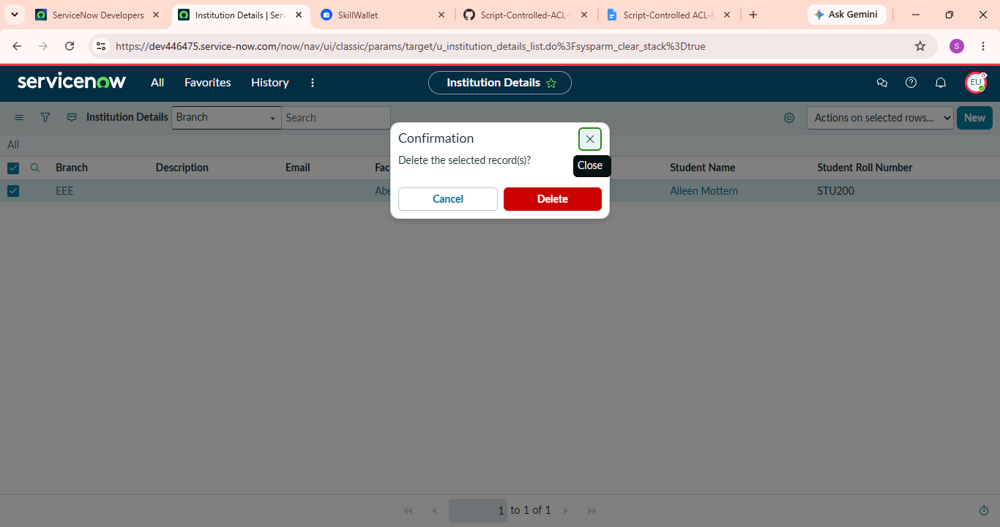 ServiceNow Developers
Institution Details | Serv
SkillWallet
Script-Controlled-ACL-S
Script-Controlled ACL-
Ask Gemini
https://dev446475.service-now.com/now/nav/ui/classic/params/target/u_institution_details_list.do%3Fsysparm_clear_stack%3Dtrue
S
servicenow
All
Favorites
History
Institution Details
EU
Institution Details
Branch
Search
Actions on selected rows...
New
All
Confirmation
Delete the selected record(s)?
Close
Cancel
Delete
Branch
Description
Email
Fac
Student Name
Student Roll Number
EEE
Abe
Aileen Mottern
STU200
1 to 1 of 1